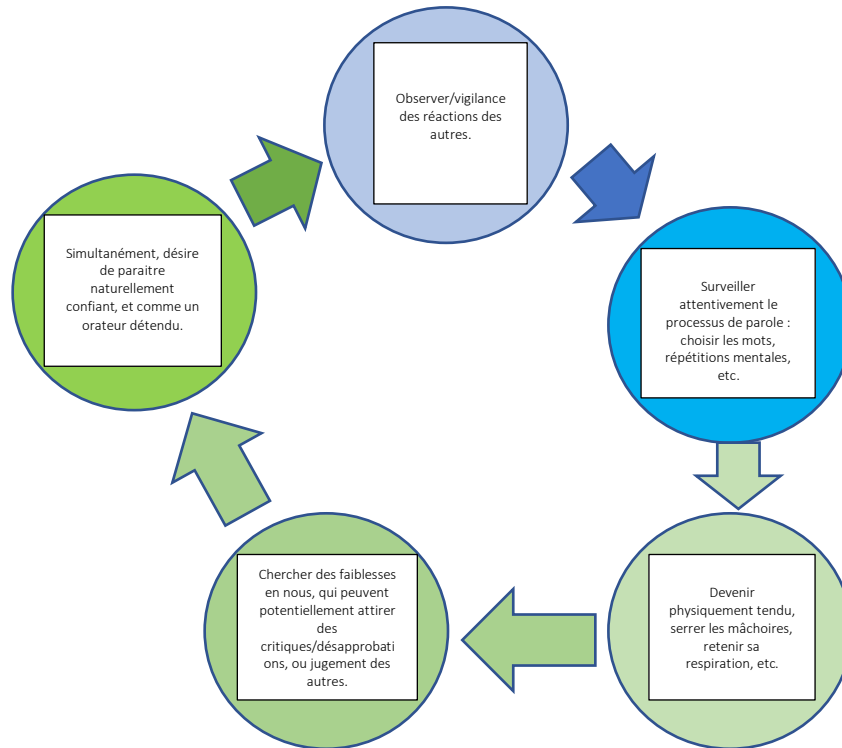 Observer/vigilance
des réactions des
autres.
Surveiller
attentivement le
processus de parole :
choisir les mots,
répétitions mentales,
etc.
Devenir
physiquement tendu,
serrer les mâchoires,
retenir sa
respiration, etc.
Chercher des faiblesses
en nous, qui peuvent
potentiellement attirer
des
critiques/désapprobati
ons, ou jugement des
autres.
Simultanément, désire
de paraitre
naturellement
confiant, et comme un
orateur détendu.